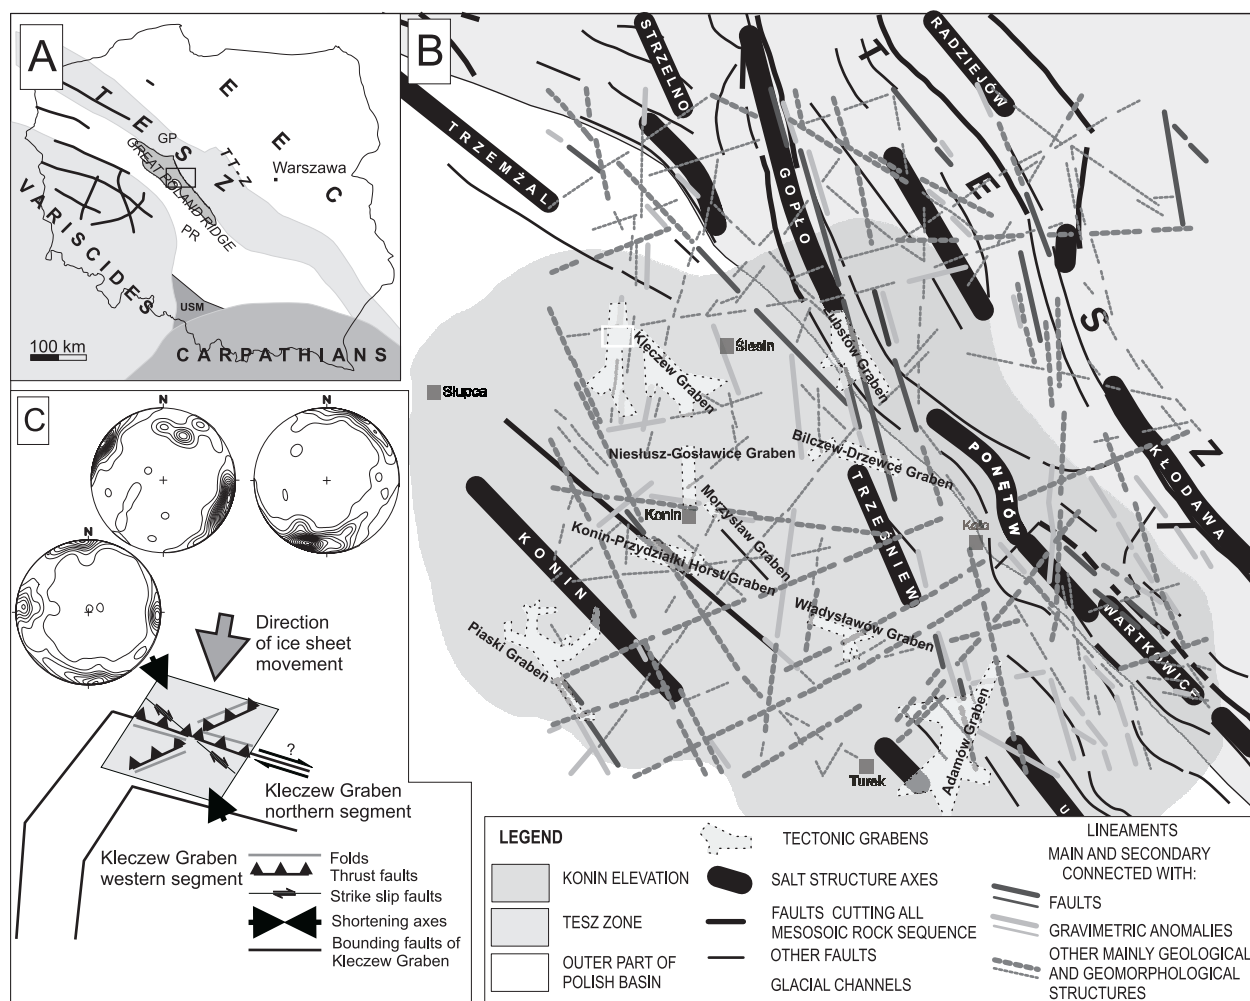 A
T-EEC
TESZ
GP
T-T-Z
GREAT POLAND RIDGE
Warszawa
PR
VARISCIDES
USM
CARPATHIANS
100 km
B
STRZELNO
TRZEMŻAL
GOPŁO
RADZIEJÓW
TESZ
Kleczew Graben
Ślesin
Lubstów Graben
Słupca
Niesłusz-Gosławice Graben
Bilczew-Drzewce Graben
PONĘTÓW
KŁODAWA
Konin
Morzysław Graben
TRZEŚNIEW
Koło
KONIN
Konin-Przydziałki Horst/Graben
Władysławów Graben
WARTKOWICE
Piaski Graben
Adamów Graben
Turek
U
C
N
N
N
Direction
of ice sheet
movement
?
Kleczew Graben
northern segment
Kleczew Graben
western segment
Folds
Thrust faults
Strike slip faults
Shortening axes
Bounding faults of
Kleczew Graben
LEGEND
KONIN ELEVATION
TESZ ZONE
OUTER PART OF
POLISH BASIN
TECTONIC GRABENS
SALT STRUCTURE AXES
FAULTS CUTTING ALL
MESOSOIC ROCK SEQUENCE
OTHER FAULTS
GLACIAL CHANNELS
LINEAMENTS
MAIN AND SECONDARY
CONNECTED WITH:
FAULTS
GRAVIMETRIC ANOMALIES
OTHER MAINLY GEOLOGICAL
AND GEOMORPHOLOGICAL
STRUCTURES